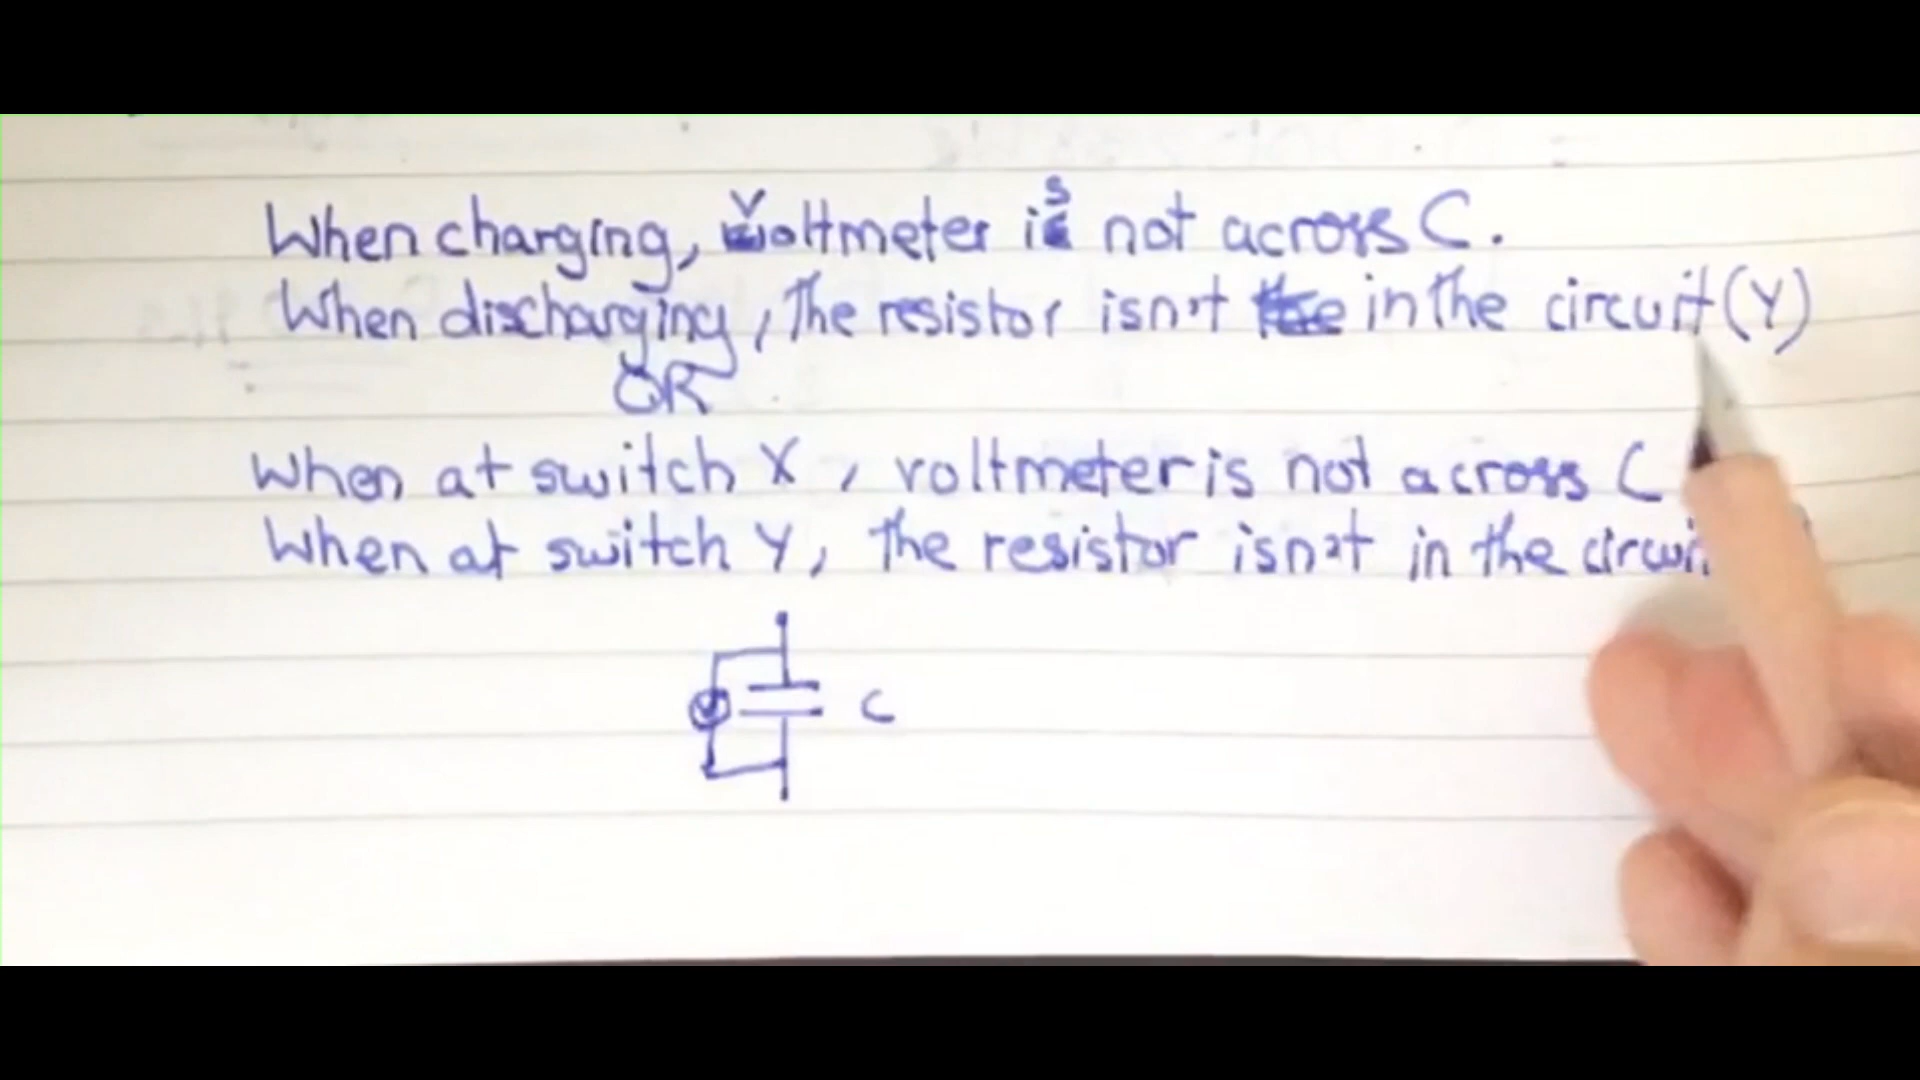 When charging, voltmeter is not across C.
When discharging, the resistor isn't in the circuit (Y)
OR
When at switch X, voltmeter is not across C
When at switch Y, the resistor isn't in the
V
C